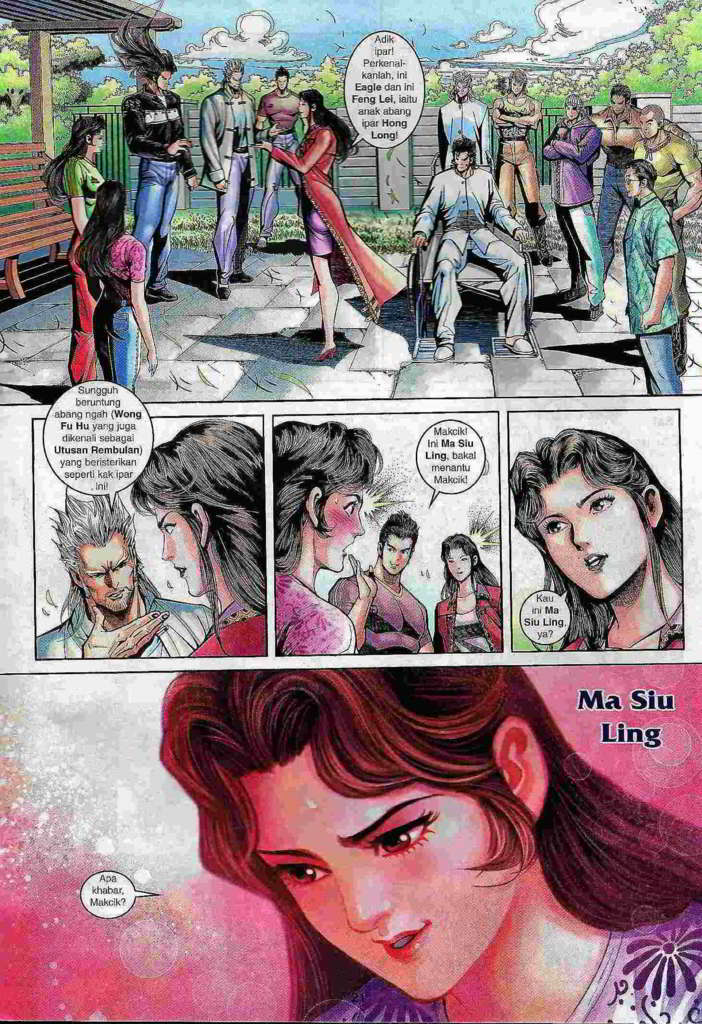 Adik
ipar!
Perkenal-
kanlah, ini
Eagle dan ini
Feng Lei, iaitu
anak abang
ipar Hong
Long!
Sungguh
beruntung
abang ngah (Wong
Fu Hu yang juga
dikenali sebagai
Utusan Rembulan)
yang beristerikan
seperti kak ipar
ini!
Makcik!
Ini Ma Siu
Ling, bakal
menantu
Makcik!
Kau
ini Ma
Siu Ling,
ya?
Ma Siu
Ling
Apa
khabar,
Makcik?